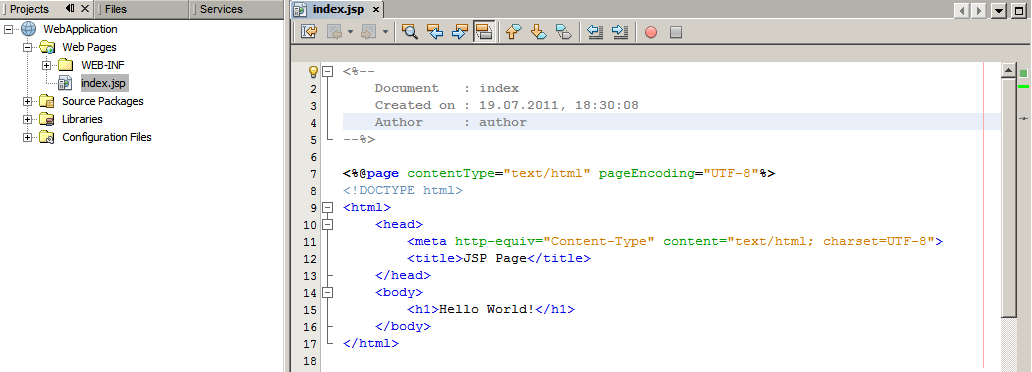 Projects
Files
Services
WebApplication
Web Pages
WEB-INF
index.jsp
Source Packages
Libraries
Configuration Files
index.jsp
<%--
2 Document : index
3 Created on : 19.07.2011, 18:30:08
4 Author : author
5 --%>
6
7 <%@page contentType="text/html" pageEncoding="UTF-8"%>
8 <!DOCTYPE html>
9 <html>
10 <head>
11 <meta http-equiv="Content-Type" content="text/html; charset=UTF-8">
12 <title>JSP Page</title>
13 </head>
14 <body>
15 <h1>Hello World!</h1>
16 </body>
17 </html>
18